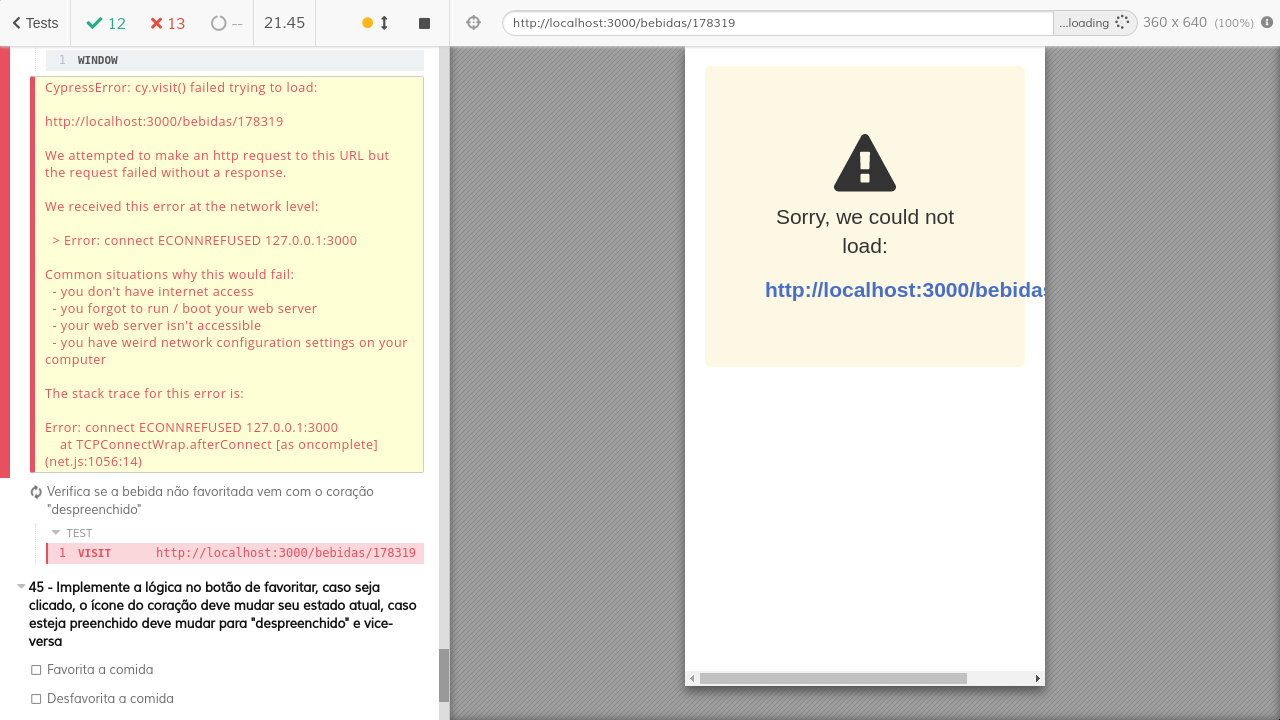 Tests
12
13
--
21.45
http://localhost:3000/bebidas/178319
...loading
360 x 640 (100%)
1 WINDOW
CypressError: cy.visit() failed trying to load:
http://localhost:3000/bebidas/178319
We attempted to make an http request to this URL but
the request failed without a response.
We received this error at the network level:
> Error: connect ECONNREFUSED 127.0.0.1:3000
Common situations why this would fail:
- you don't have internet access
- you forgot to run / boot your web server
- your web server isn't accessible
- you have weird network configuration settings on your
computer
The stack trace for this error is:
Error: connect ECONNREFUSED 127.0.0.1:3000
at TCPConnectWrap.afterConnect [as oncomplete]
(net.js:1056:14)
Verifica se a bebida não favoritada vem com o coração
"despreenchido"
TEST
1 VISIT http://localhost:3000/bebidas/178319
45 - Implemente a lógica no botão de favoritar, caso seja
clicado, o ícone do coração deve mudar seu estado atual, caso
esteja preenchido deve mudar para "despreenchido" e vice-
versa
Favorita a comida
Desfavorita a comida
Sorry, we could not
load:
http://localhost:3000/bebidas